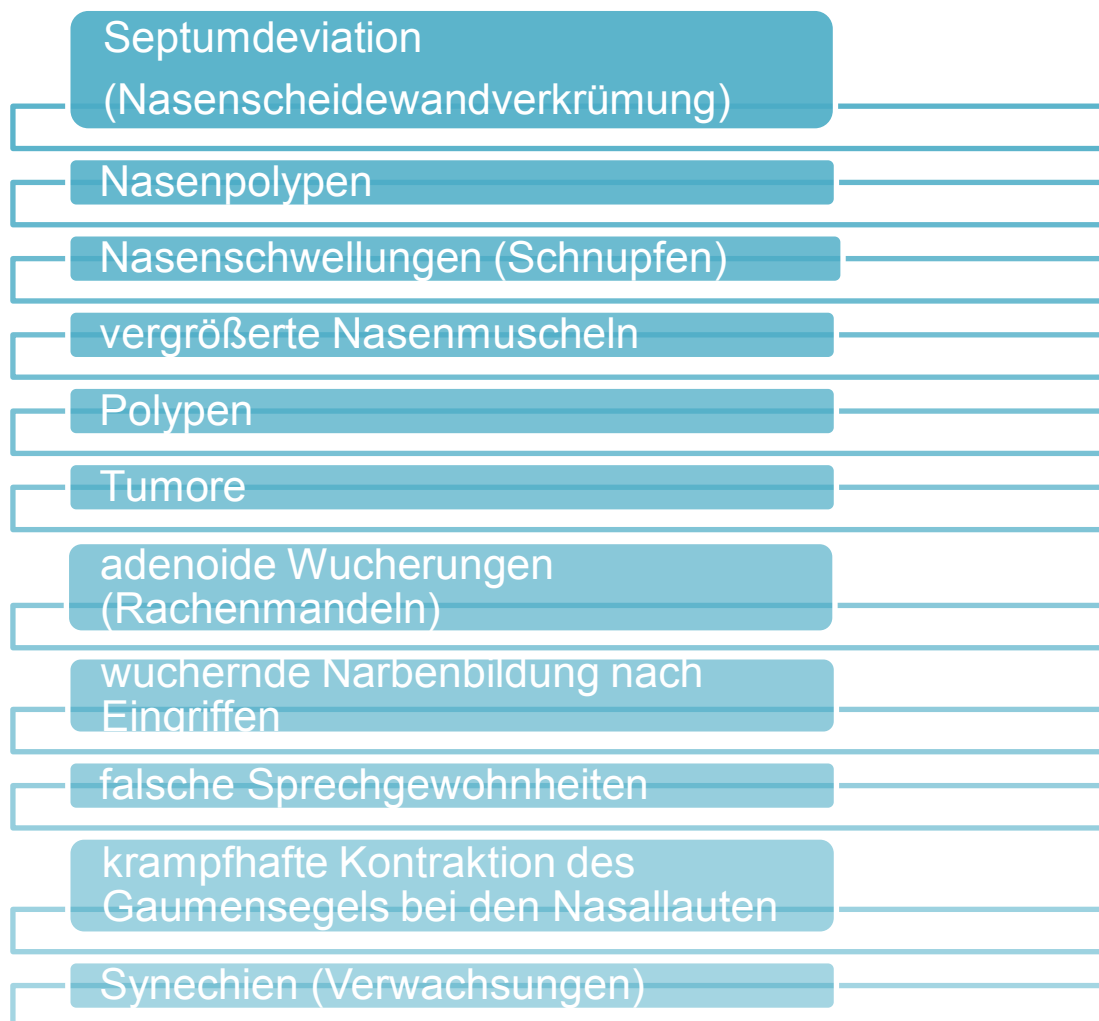 Septumdeviation
(Nasenscheidewandverkrümung)
Nasenpolypen
Nasenschwellungen (Schnupfen)
vergrößerte Nasenmuscheln
Polypen
Tumore
adenoide Wucherungen
(Rachenmandeln)
wuchernde Narbenbildung nach
Eingriffen
falsche Sprechgewohnheiten
krampfhafte Kontraktion des
Gaumensegels bei den Nasallauten
Synechien (Verwachsungen)